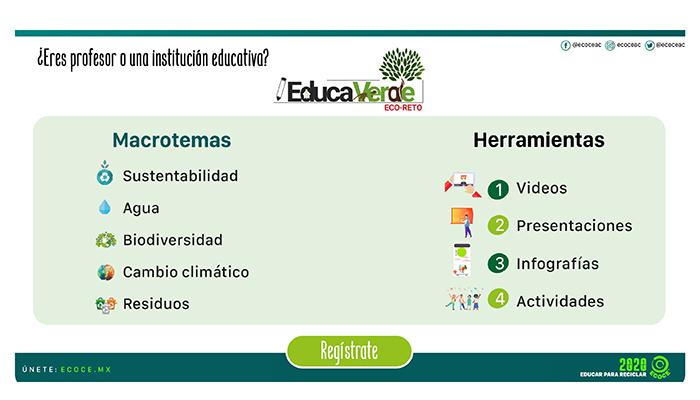 ¿Eres profesor o una institución educativa?
@ecoceac
ecoceac
@ecoceac
EducaVerde
ECO-RETO
Macrotemas
Sustentabilidad
Agua
Biodiversidad
Cambio climático
Residuos
Herramientas
1 Videos
2 Presentaciones
3 Infografías
4 Actividades
Regístrate
ÚNETE: ECOCE.MX
2020
EDUCAR PARA RECICLAR
ECOCE